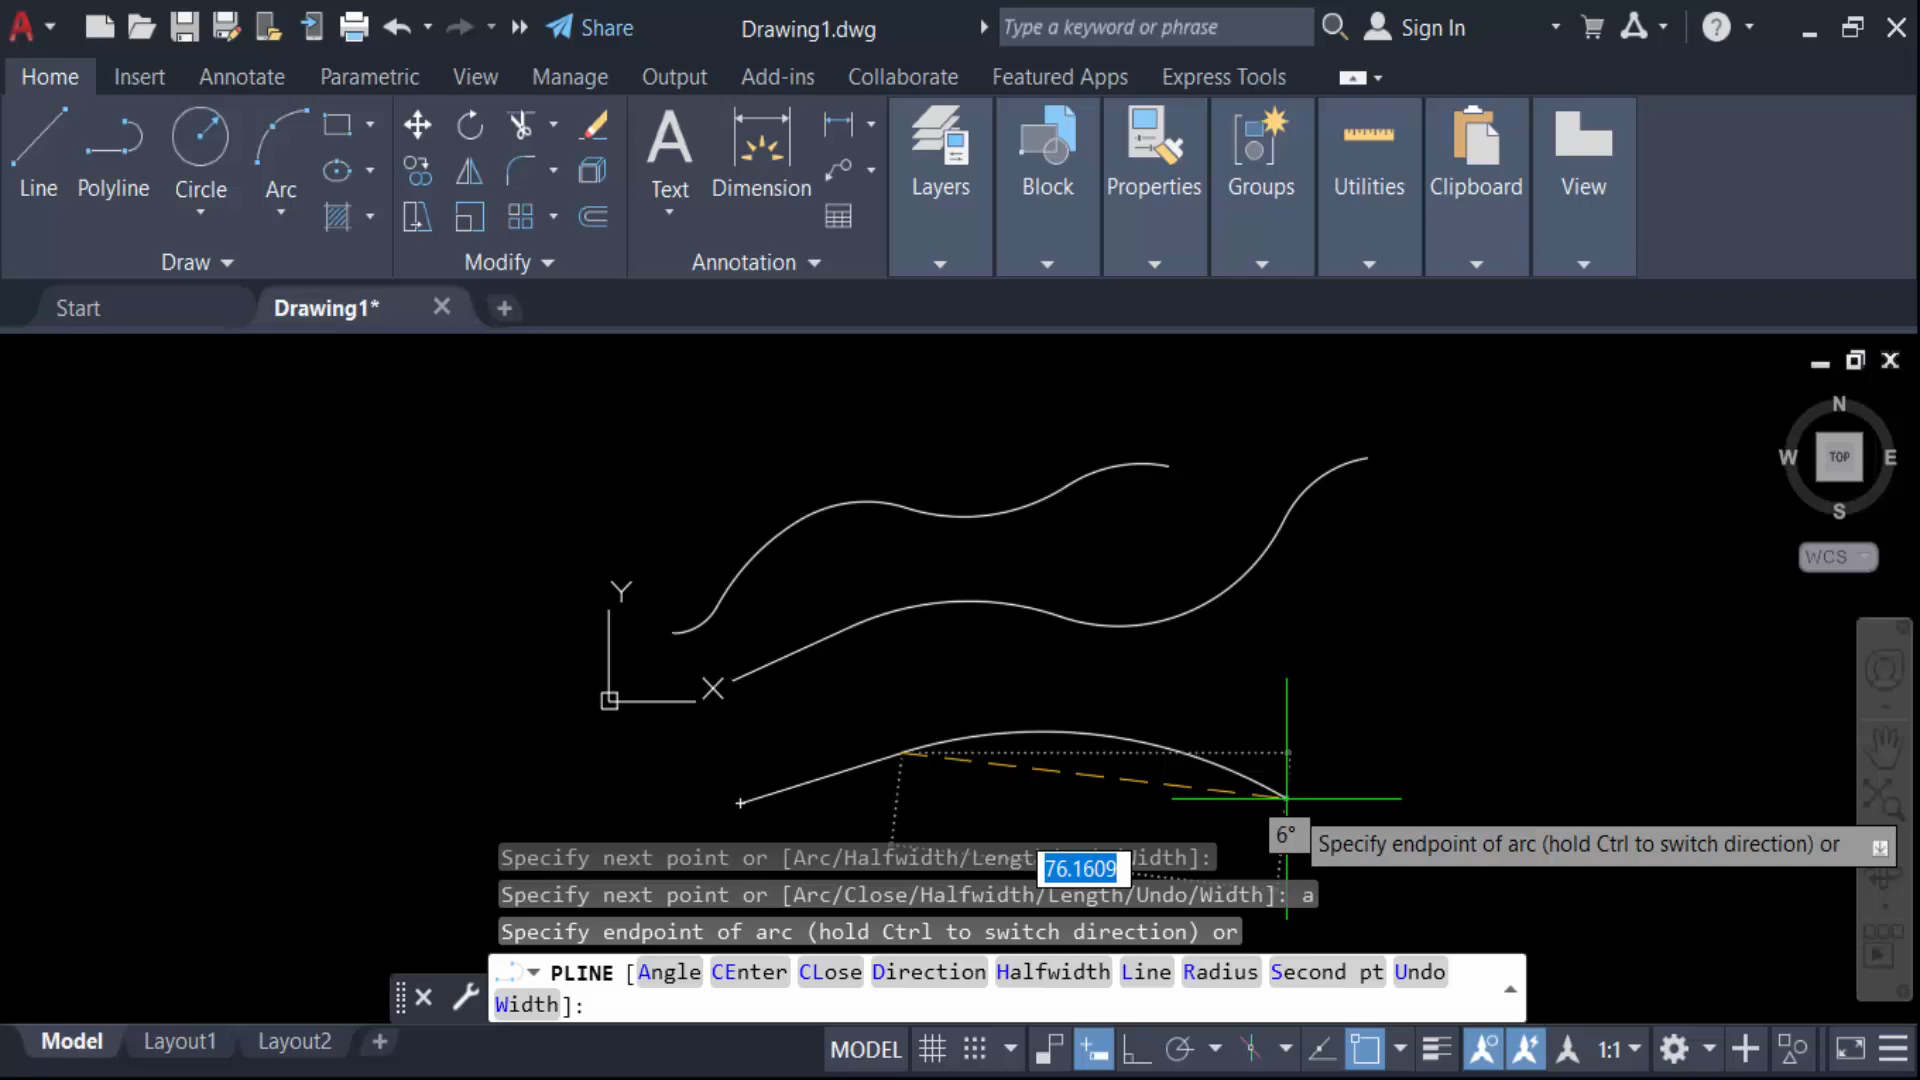 Share
Drawing1.dwg
Type a keyword or phrase
Sign In
Home Insert Annotate Parametric View Manage Output Add-ins Collaborate Featured Apps Express Tools
Line Polyline Circle Arc
Text Dimension
Layers Block Properties Groups Utilities Clipboard View
Draw Modify Annotation
Start Drawing1*
N
W TOP E
S
WCS
Y
X
6° Specify endpoint of arc (hold Ctrl to switch direction) or
Specify next point or [Arc/Halfwidth/Lengt
idth]:
76.1609
Specify next point or [Arc/Close/Halfwidth/Length/Undo/Width]: a
Specify endpoint of arc (hold Ctrl to switch direction) or
PLINE [Angle CEnter CLose Direction Halfwidth Line Radius Second pt Undo
Width]:
Model Layout1 Layout2
MODEL 1:1